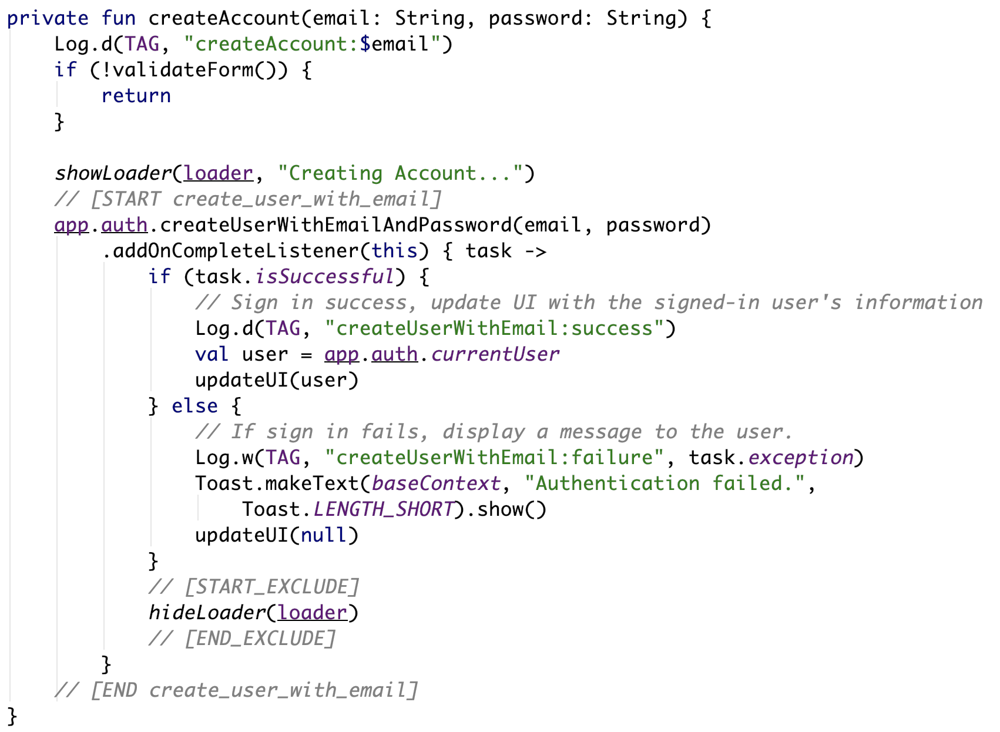 private fun createAccount(email: String, password: String) {
    Log.d(TAG, "createAccount:$email")
    if (!validateForm()) {
        return
    }

    showLoader(loader, "Creating Account...")
    // [START create_user_with_email]
    app.auth.createUserWithEmailAndPassword(email, password)
        .addOnCompleteListener(this) { task ->
            if (task.isSuccessful) {
                // Sign in success, update UI with the signed-in user's information
                Log.d(TAG, "createUserWithEmail:success")
                val user = app.auth.currentUser
                updateUI(user)
            } else {
                // If sign in fails, display a message to the user.
                Log.w(TAG, "createUserWithEmail:failure", task.exception)
                Toast.makeText(baseContext, "Authentication failed.",
                    Toast.LENGTH_SHORT).show()
                updateUI(null)
            }
            // [START_EXCLUDE]
            hideLoader(loader)
            // [END_EXCLUDE]
        }
    // [END create_user_with_email]
}